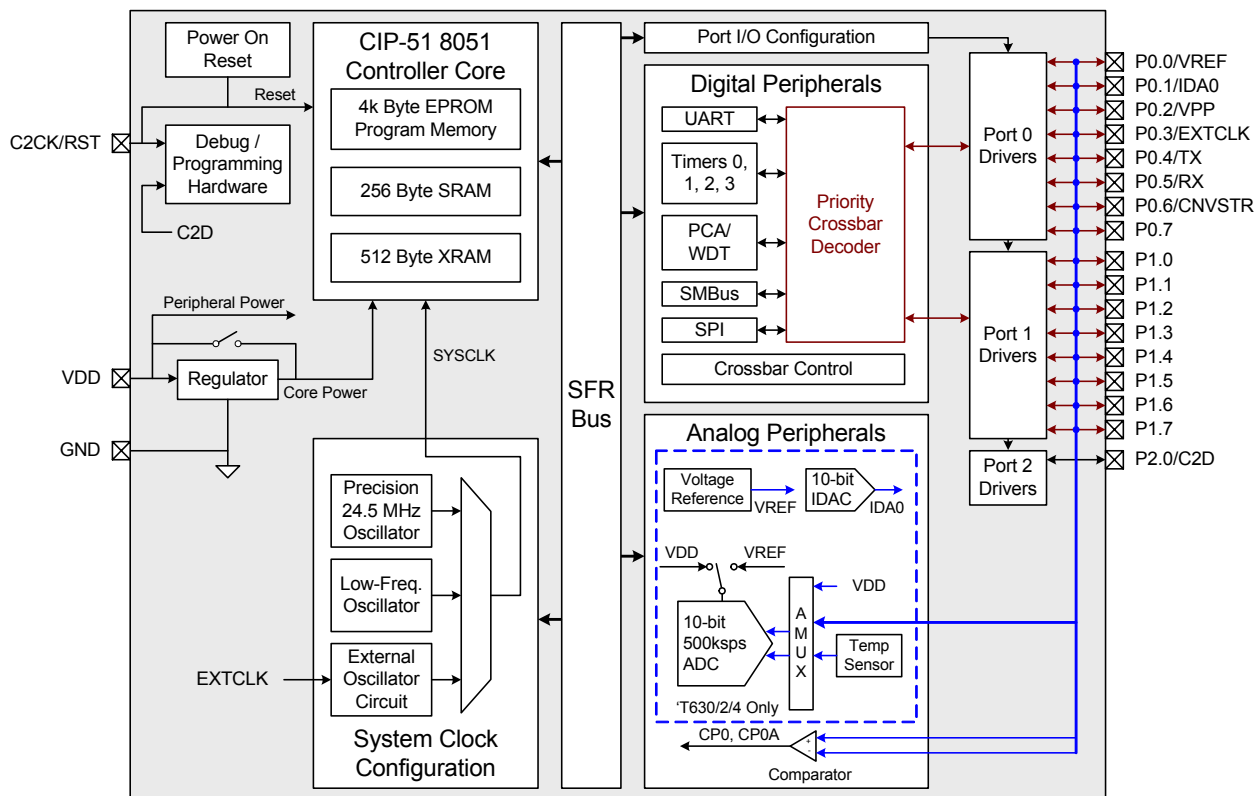 Power On
Reset
Reset
C2CK/RST
Debug /
Programming
Hardware
C2D
CIP-51 8051
Controller Core
4k Byte EPROM
Program Memory
256 Byte SRAM
512 Byte XRAM
Peripheral Power
VDD
Regulator
Core Power
GND
SYSCLK
Precision
24.5 MHz
Oscillator
Low-Freq.
Oscillator
EXTCLK
External
Oscillator
Circuit
System Clock
Configuration
SFR
Bus
Port I/O Configuration
Digital Peripherals
UART
Timers 0,
1, 2, 3
PCA/
WDT
SMBus
SPI
Priority
Crossbar
Decoder
Crossbar Control
Analog Peripherals
Voltage
Reference
VREF
10-bit
IDAC
IDA0
VDD
VREF
10-bit
500ksps
ADC
A
M
U
X
VDD
Temp
Sensor
‘T630/2/4 Only
CP0, CP0A
+
-
Comparator
Port 0
Drivers
Port 1
Drivers
Port 2
Drivers
P0.0/VREF
P0.1/IDA0
P0.2/VPP
P0.3/EXTCLK
P0.4/TX
P0.5/RX
P0.6/CNVSTR
P0.7
P1.0
P1.1
P1.2
P1.3
P1.4
P1.5
P1.6
P1.7
P2.0/C2D